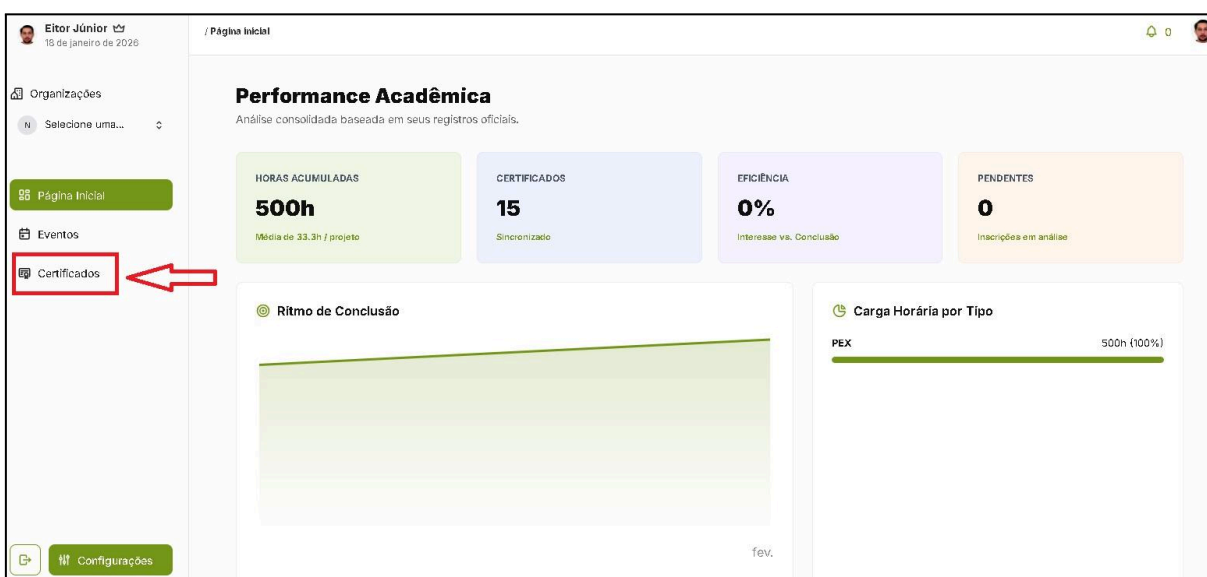 Eitor Júnior
18 de janeiro de 2026
/ Página inicial
0
Organizações
N Selecione uma...
Página Inicial
Eventos
Certificados
Configurações
Performance Acadêmica
Análise consolidada baseada em seus registros oficiais.
HORAS ACUMULADAS
500h
Média de 33.3h / projeto
CERTIFICADOS
15
Sincronizado
EFICIÊNCIA
0%
Interesse vs. Conclusão
PENDENTES
0
Inscrições em análise
Ritmo de Conclusão
fev.
Carga Horária por Tipo
PEX 500h (100%)